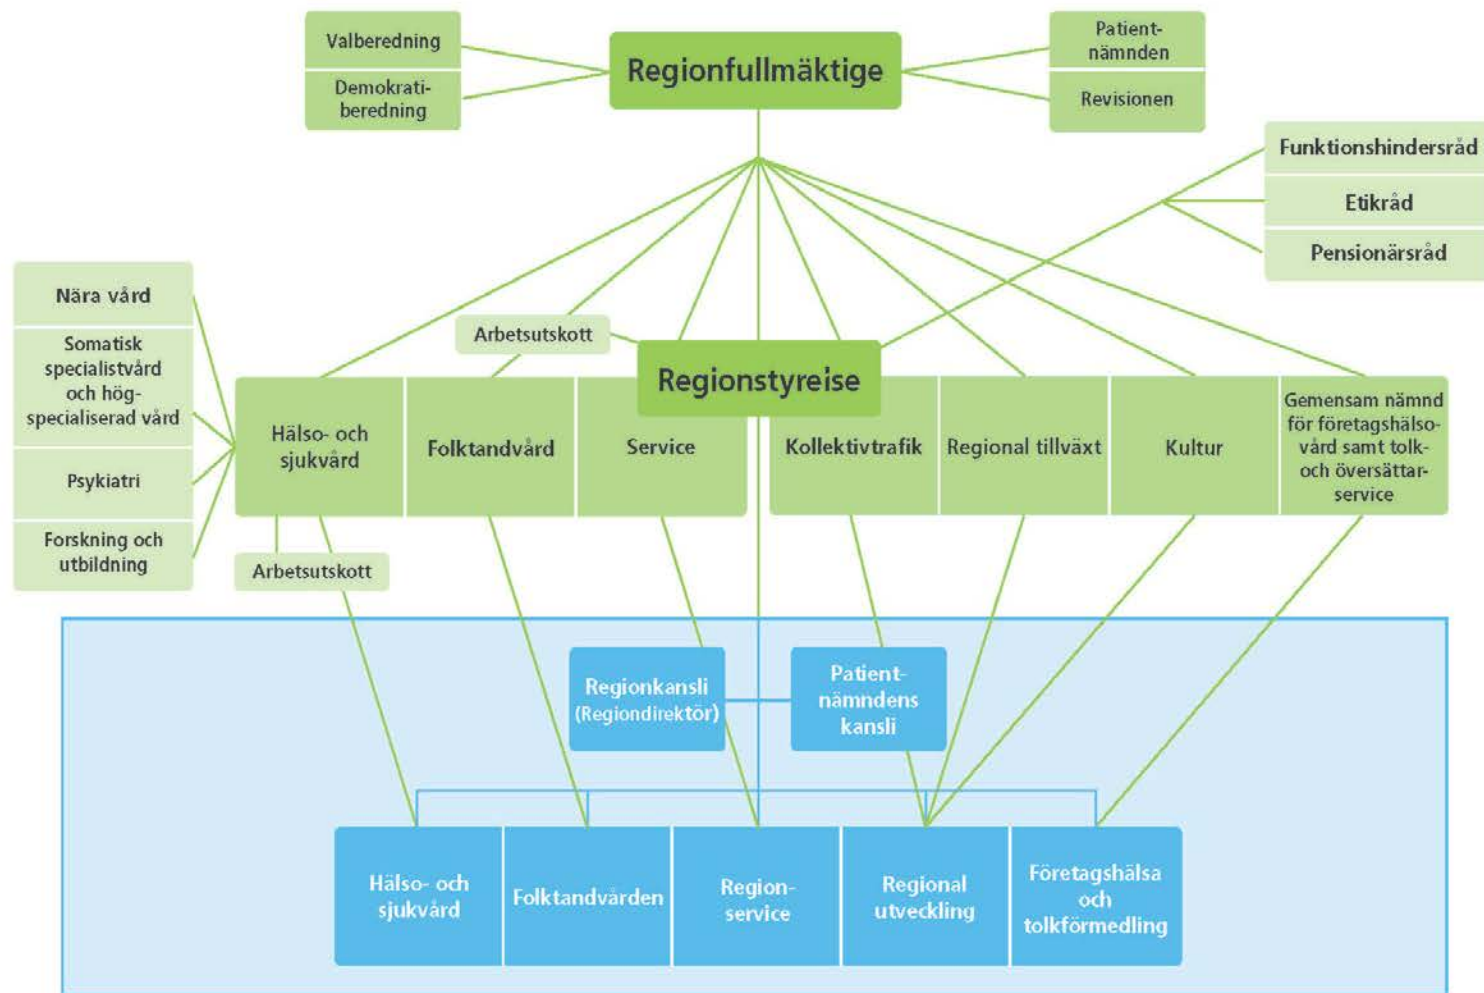 Valberedning
Demokrati-
beredning
Regionfullmäktige
Patient-
nämnden
Revisionen
Funktionshindersråd
Etikråd
Pensionärsråd
Nära vård
Somatisk
specialistvård
och hög-
specialiserad vård
Psykiatri
Forskning och
utbildning
Arbetsutskott
Regionstyreise
Hälso- och
sjukvård
Folktandvård
Service
Kollektivtrafik
Regional tillväxt
Kultur
Gemensam nämnd
för företagshälso-
vård samt tolk-
och översättar-
service
Arbetsutskott
Regionkansli
(Regiondirektör)
Patient-
nämndens
kansli
Hälso- och
sjukvård
Folktandvården
Region-
service
Regional
utveckling
Företagshälsa
och
tolkförmedling